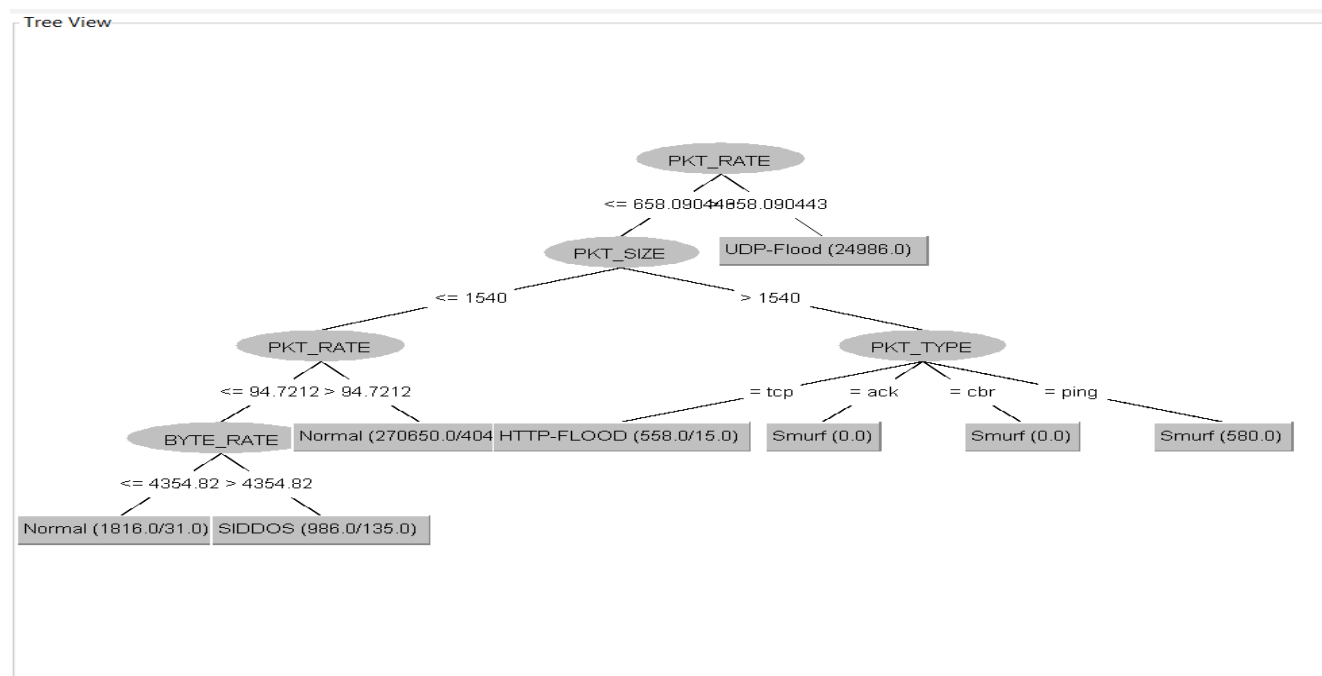 Tree View
PKT_RATE
<= 658.090443
> 658.090443
PKT_SIZE
UDP-Flood (24986.0)
<= 1540
> 1540
PKT_RATE
PKT_TYPE
<= 94.7212
> 94.7212
= tcp
= ack
= cbr
= ping
BYTE_RATE
Normal (270650.0/404
HTTP-FLOOD (558.0/15.0)
Smurf (0.0)
Smurf (0.0)
Smurf (580.0)
<= 4354.82
> 4354.82
Normal (1816.0/31.0)
SIDDOS (986.0/135.0)